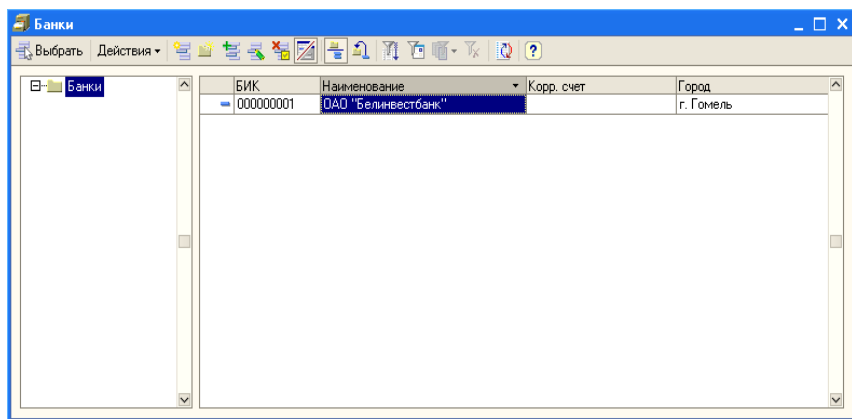 Банки
Выбрать Действия
Банки
БИК Наименование Корр. счет Город
000000001 ОАО "Белинвестбанк" г. Гомель